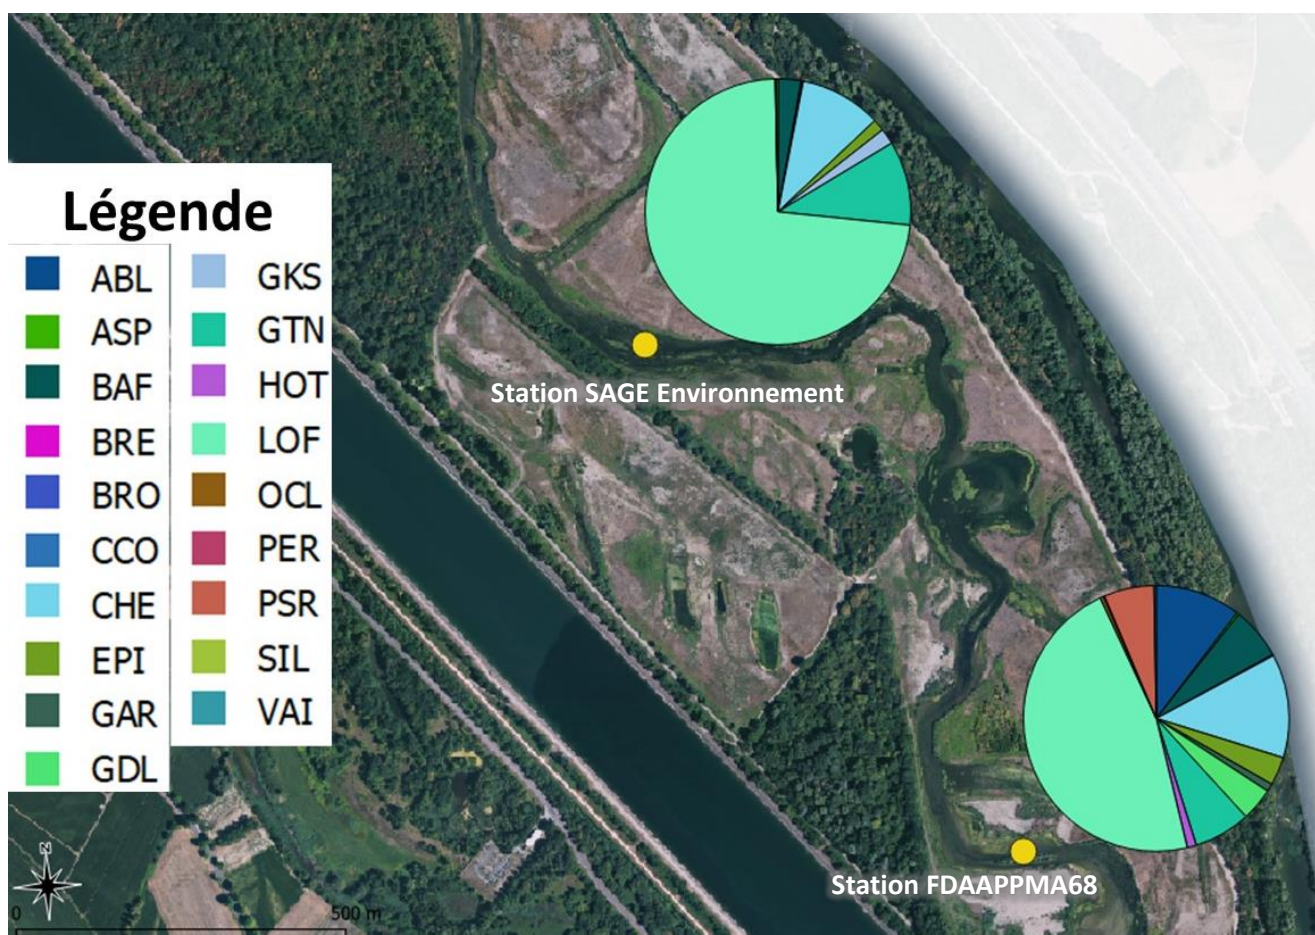 Légende
ABL
ASP
BAF
BRE
BRO
CCO
CHE
EPI
GAR
GDL
GKS
GTN
HOT
LOF
OCL
PER
PSR
SIL
VAI
Station SAGE Environnement
Station FDAAPPMA68
N
0
500 m